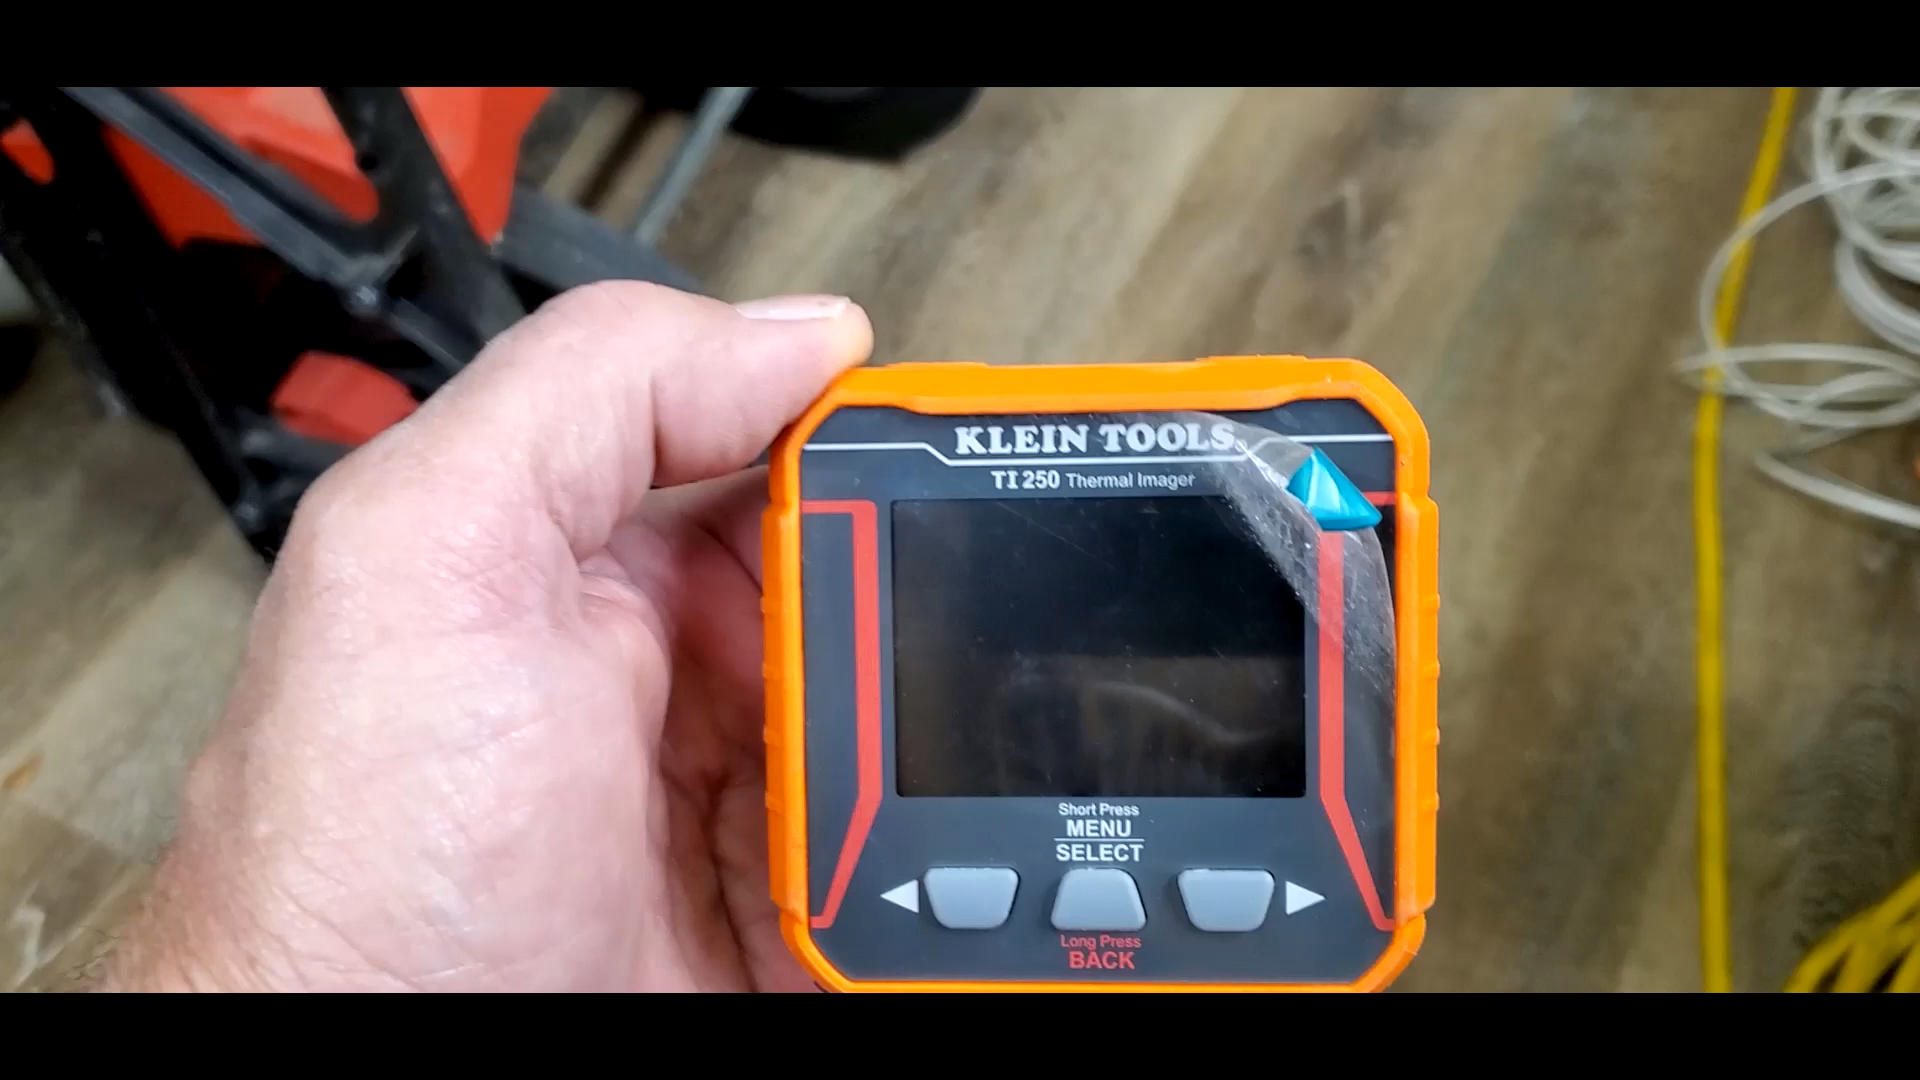 KLEIN TOOLS®
TI 250 Thermal Imager
Short Press
MENU
SELECT
Long Press
BACK